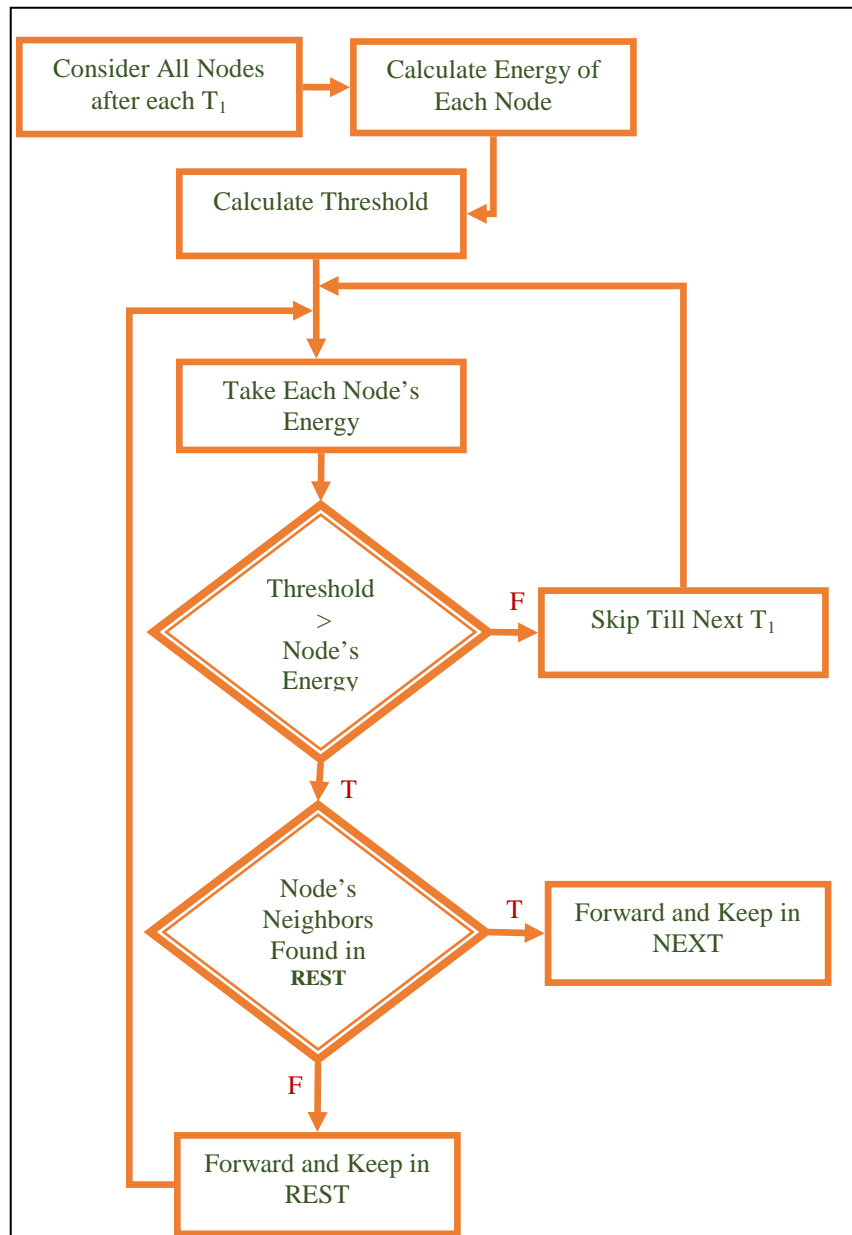 Consider All Nodes
after each T₁
Calculate Energy of
Each Node
Calculate Threshold
Take Each Node’s
Energy
Threshold
>
Node’s
Energy
F
Skip Till Next T₁
T
Node’s
Neighbors
Found in
REST
T
Forward and Keep in
NEXT
F
Forward and Keep in
REST